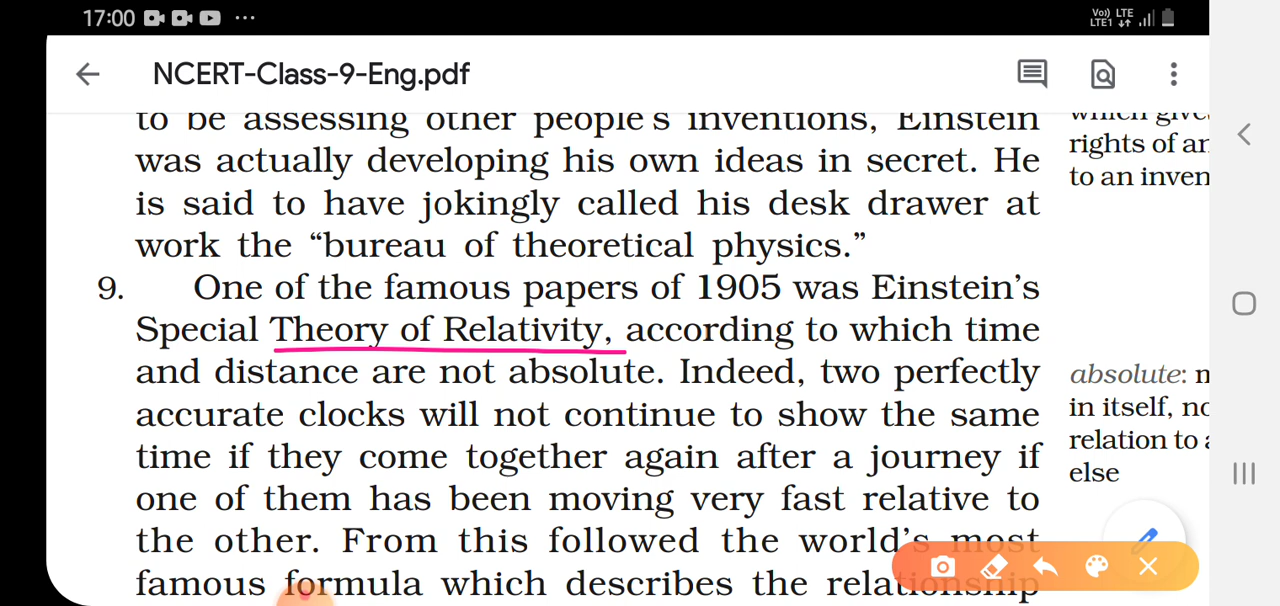 17:00
Vo)) LTE
LTE1
NCERT-Class-9-Eng.pdf
to be assessing other people's inventions, Einstein
was actually developing his own ideas in secret. He
is said to have jokingly called his desk drawer at
work the “bureau of theoretical physics.”
9. One of the famous papers of 1905 was Einstein's
Special Theory of Relativity, according to which time
and distance are not absolute. Indeed, two perfectly
accurate clocks will not continue to show the same
time if they come together again after a journey if
one of them has been moving very fast relative to
the other. From this followed the world's most
famous formula which describes the relationship
which
rights of
to an
absolute:
in itself,
relation to
else